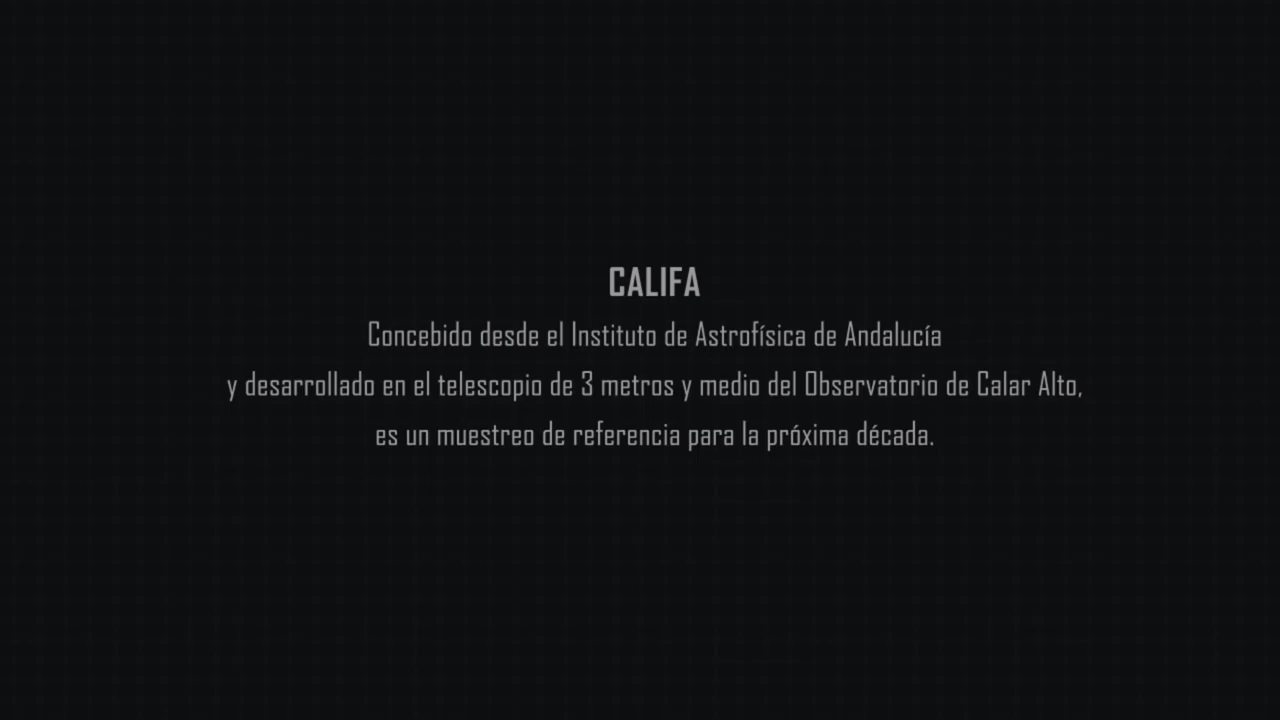 CALIFA
Concebido desde el Instituto de Astrofísica de Andalucía
y desarrollado en el telescopio de 3 metros y medio del Observatorio de Calar Alto,
es un muestreo de referencia para la próxima década.